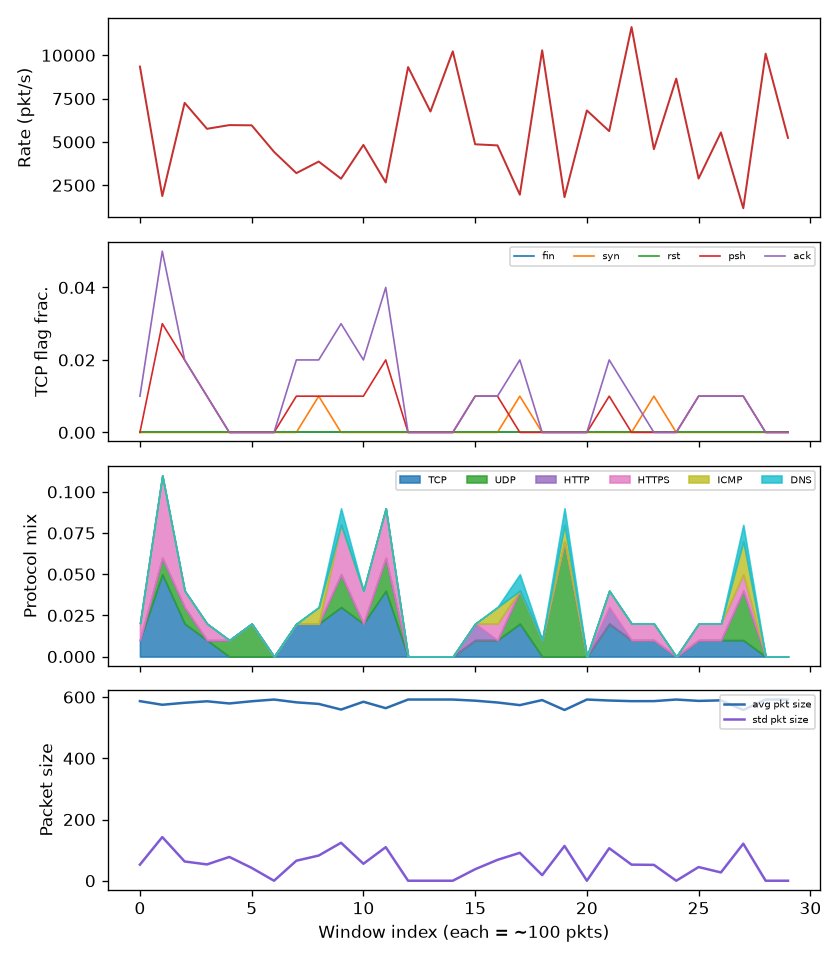 10000
7500
5000
2500
Rate (pkt/s)
fin syn rst psh ack
0.04
0.02
0.00
TCP flag frac.
TCP UDP HTTP HTTPS ICMP DNS
0.100
0.075
0.050
0.025
0.000
Protocol mix
avg pkt size
std pkt size
600
400
200
0
Packet size
0 5 10 15 20 25 30
Window index (each = ~100 pkts)